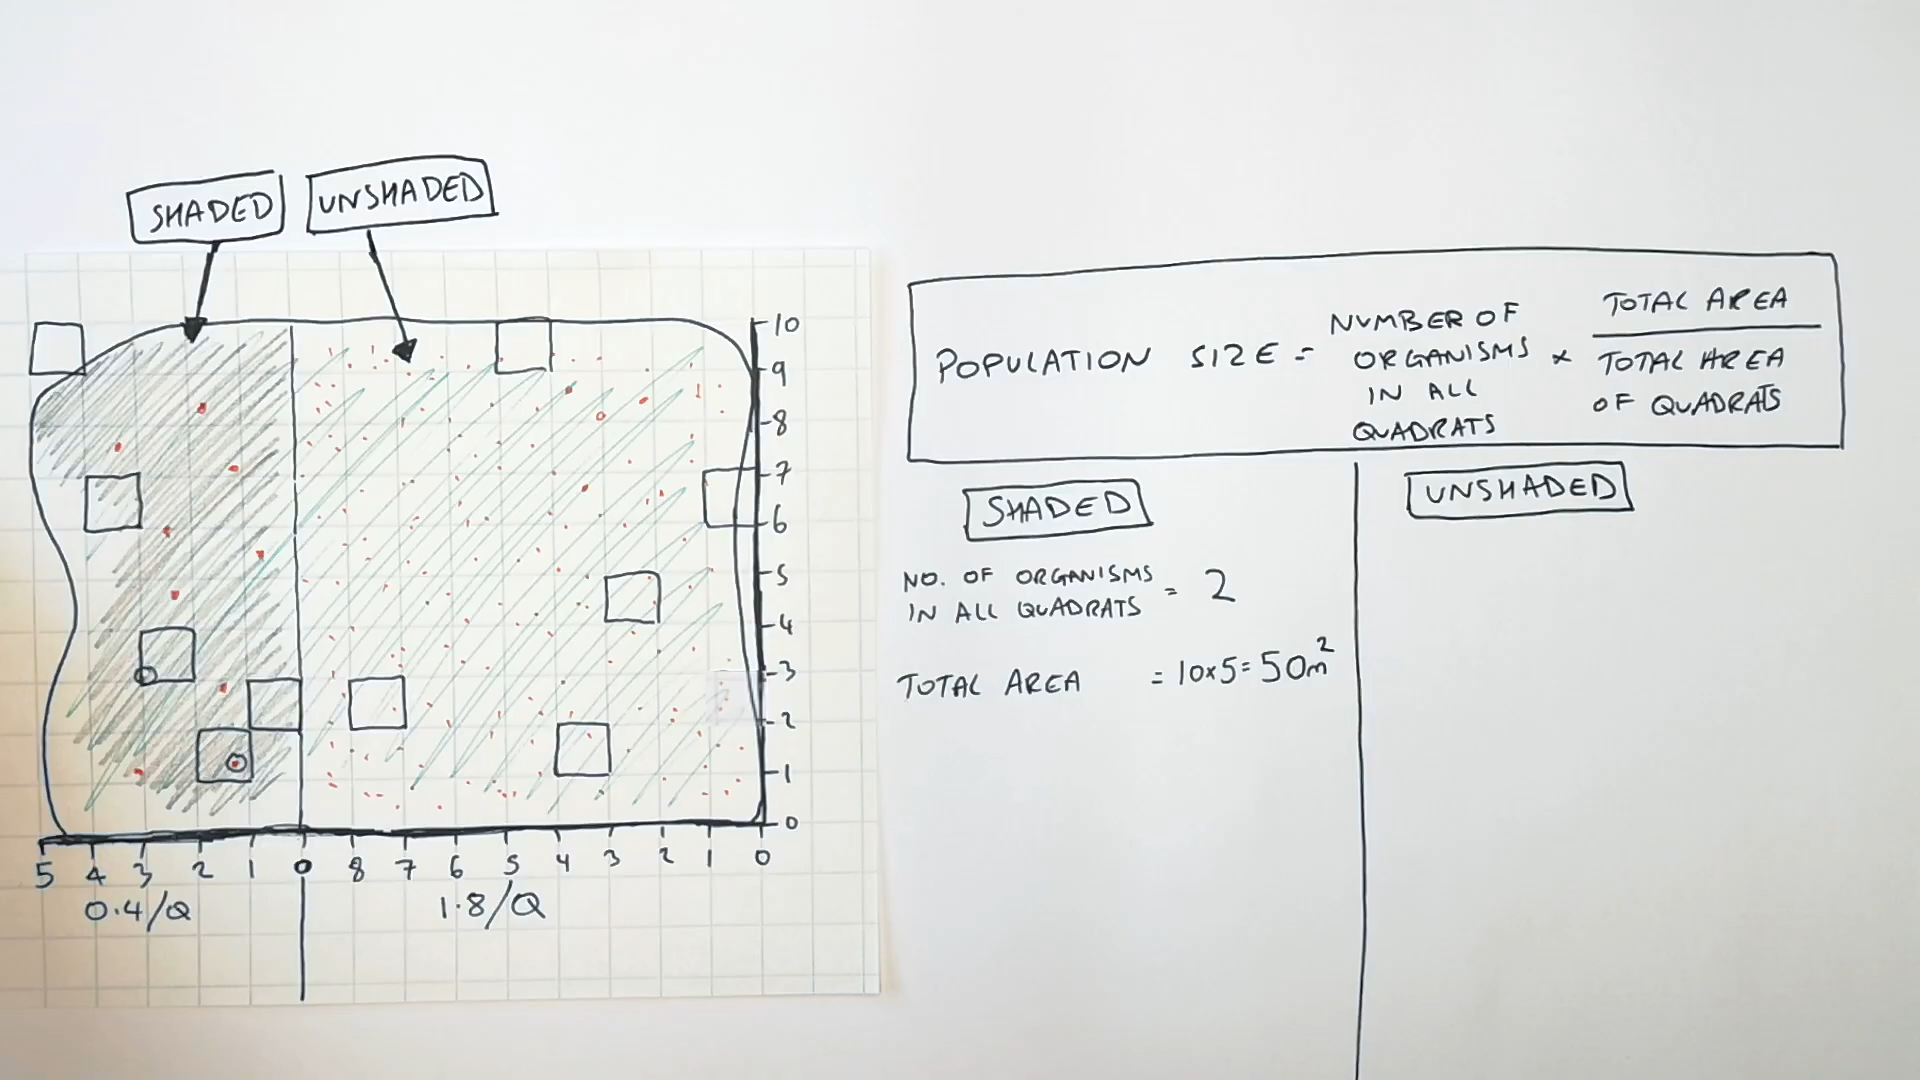 SHADED
UNSHADED
10
9
8
7
6
5
4
3
2
1
0
5 4 3 2 1 0 8 7 6 5 4 3 2 1 0
0.4/Q
1.8/Q
POPULATION SIZE = NUMBER OF ORGANISMS IN ALL QUADRATS × TOTAL AREA
TOTAL AREA OF QUADRATS
SHADED
NO. OF ORGANISMS
IN ALL QUADRATS = 2
TOTAL AREA = 10x5= 50m²
UNSHADED